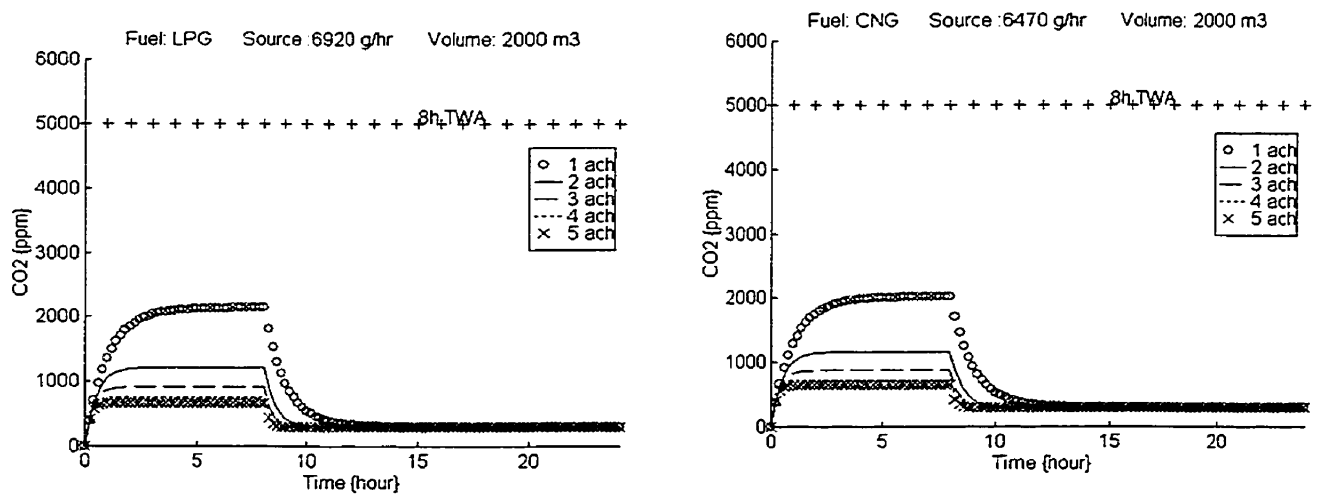 Fuel: LPG Source :6920 g/hr Volume: 2000 m3
6000
5000
4000
3000
2000
1000
0
CO2 {ppm}
8h TWA
1 ach
2 ach
3 ach
4 ach
5 ach
0 5 10 15 20
Time {hour}
Fuel: CNG Source :6470 g/hr Volume: 2000 m3
6000
5000
4000
3000
2000
1000
0
CO2 {ppm}
8h TWA
1 ach
2 ach
3 ach
4 ach
5 ach
0 5 10 15 20
Time {hour}